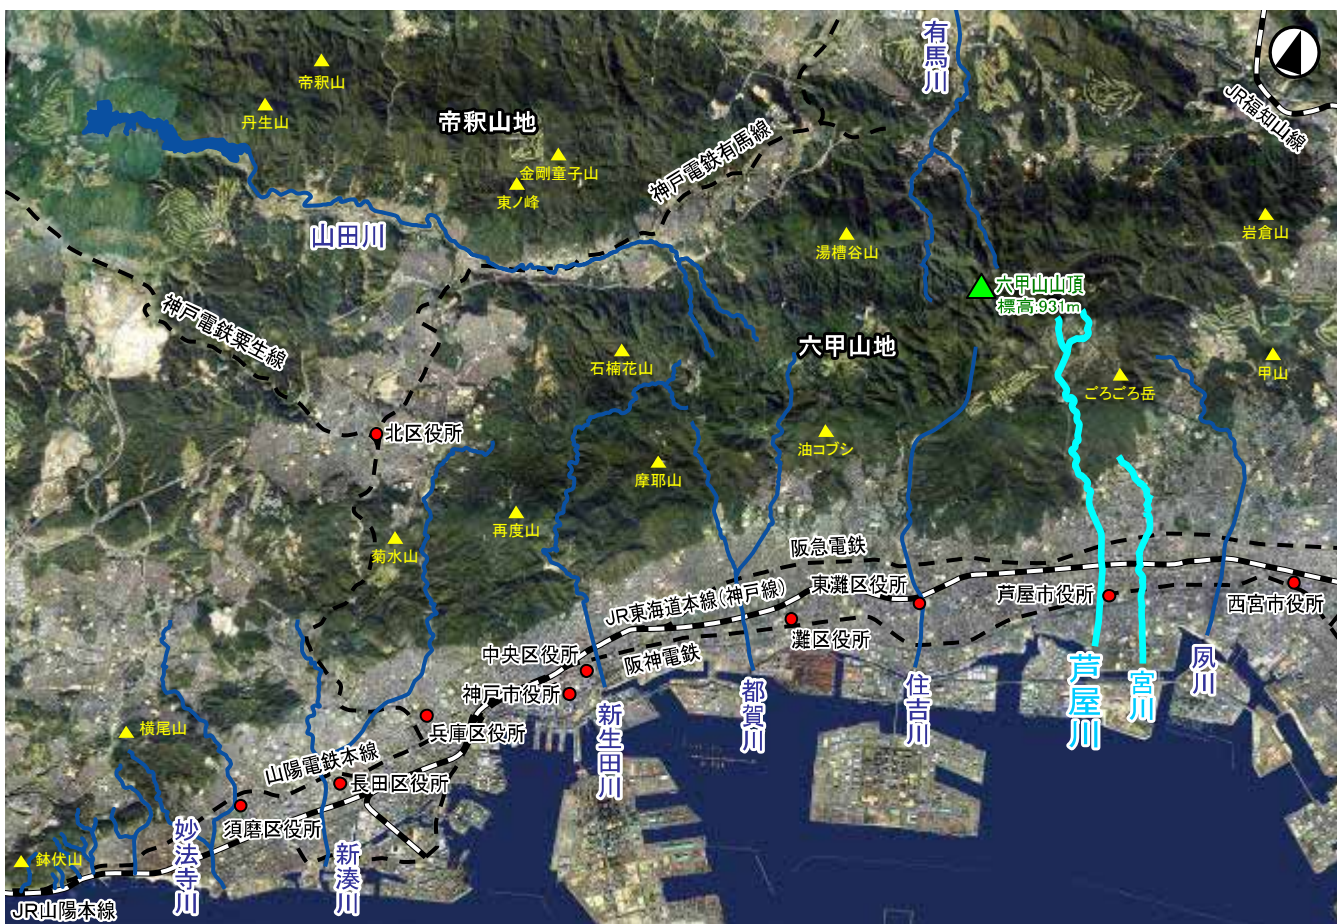 有馬川
帝釈山
丹生山
帝釈山地
JR福知山線
金剛童子山
東ノ峰
神戸電鉄有馬線
山田川
岩倉山
湯槽谷山
六甲山山頂
標高:931m
神戸電鉄粟生線
六甲山地
石楠花山
甲山
ごろごろ岳
北区役所
油コブシ
摩耶山
再度山
菊水山
阪急電鉄
JR東海道本線(神戸線)
東灘区役所
芦屋市役所
西宮市役所
灘区役所
中央区役所
阪神電鉄
神戸市役所
芦屋川
宮川
夙川
住吉川
都賀川
新生田川
横尾山
兵庫区役所
山陽電鉄本線
長田区役所
須磨区役所
妙法寺川
新湊川
鉢伏山
JR山陽本線